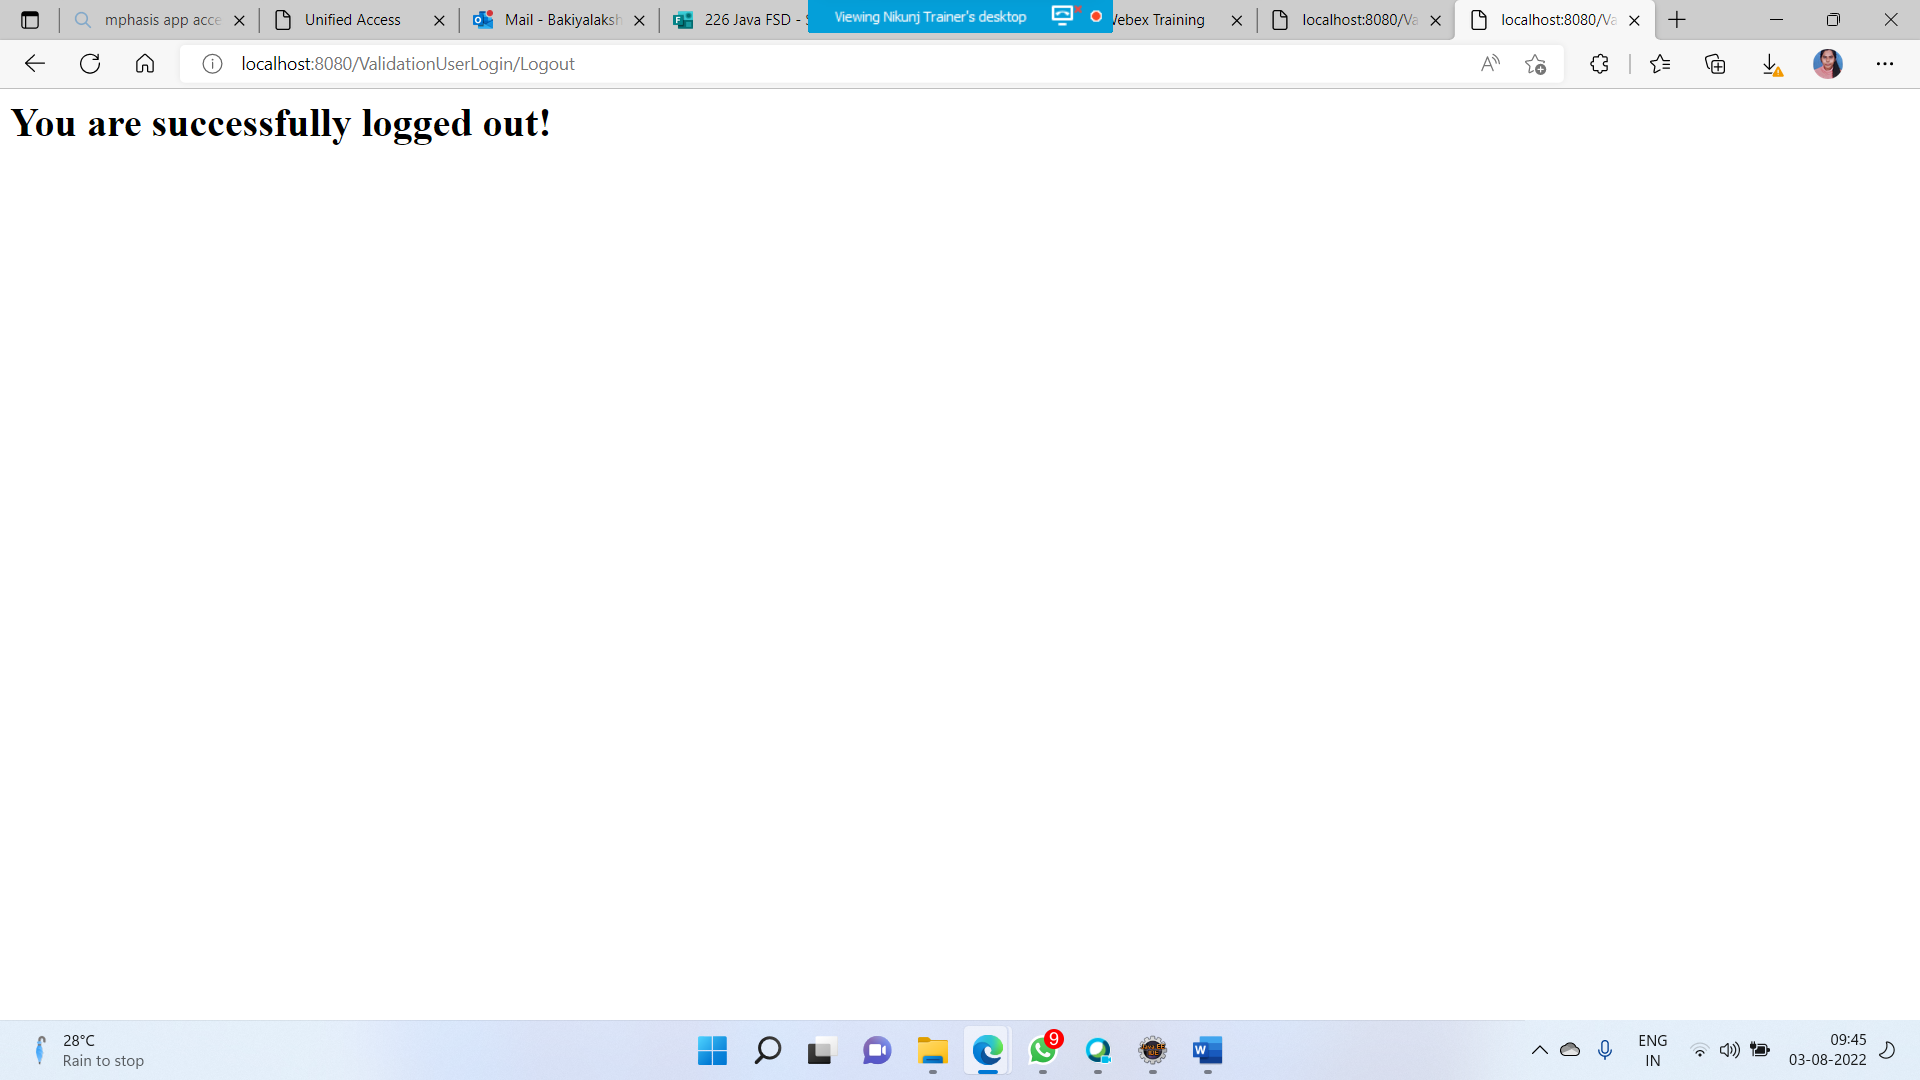 mphasis app acce
Unified Access
Mail - Bakiyalaksh
226 Java FSD - S
Viewing Nikunj Trainer's desktop
Webex Training
localhost:8080/Va
localhost:8080/Va
localhost:8080/ValidationUserLogin/Logout
You are successfully logged out!
28°C
Rain to stop
9
ENG
IN
09:45
03-08-2022